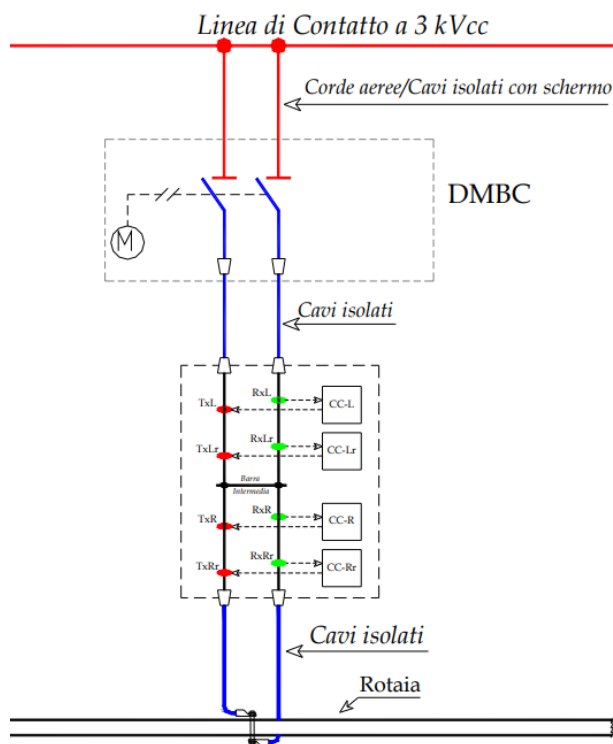 Linea di Contatto a 3 kVcc
Corde aeree/Cavi isolati con schermo
DMBC
M
Cavi isolati
TxL
RxL
CC-L
TxLr
RxLr
CC-Lr
Barra
Intermedia
TxR
RxR
CC-R
TxRr
RxRr
CC-Rr
Cavi isolati
Rotaia